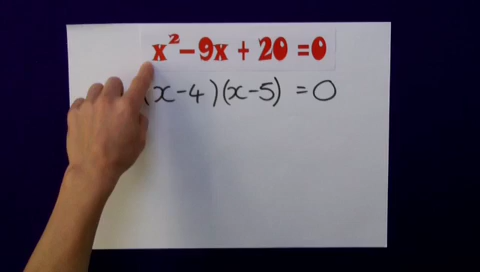 x² – 9x + 20 = 0
(x – 4)(x – 5) = 0